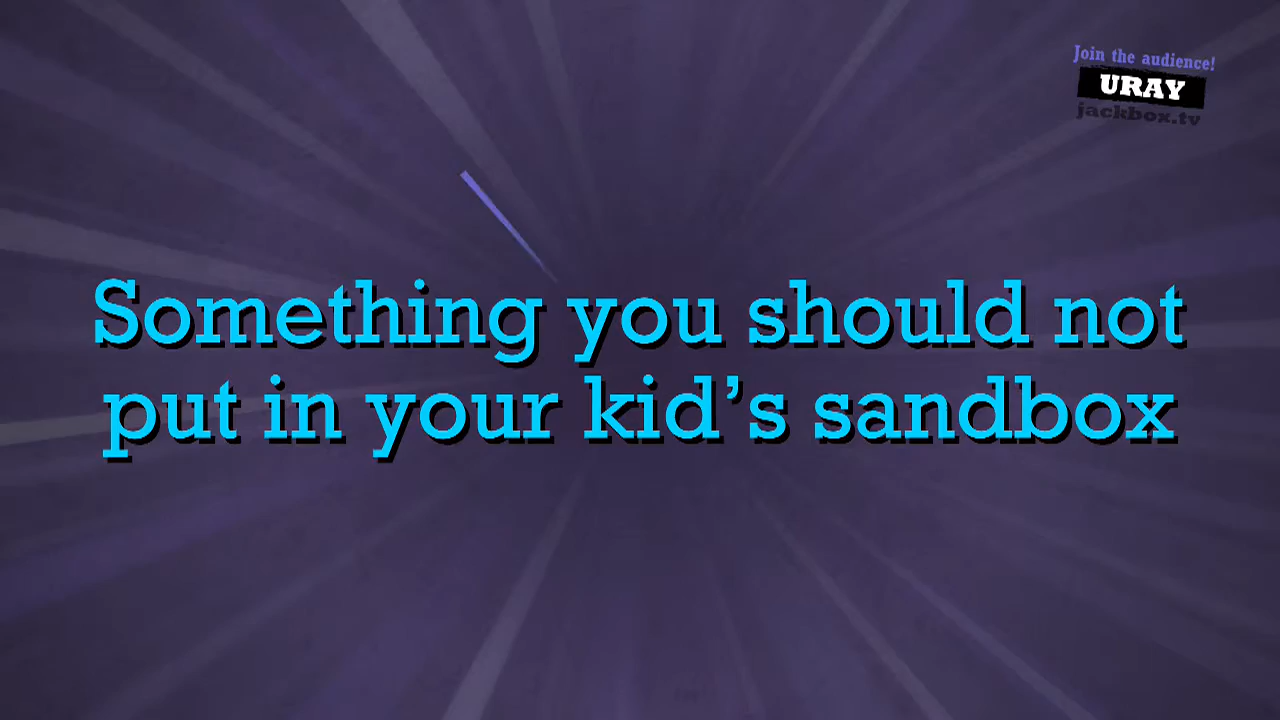 Join the audience!
URAY
jackbox.tv
Something you should not
put in your kid’s sandbox